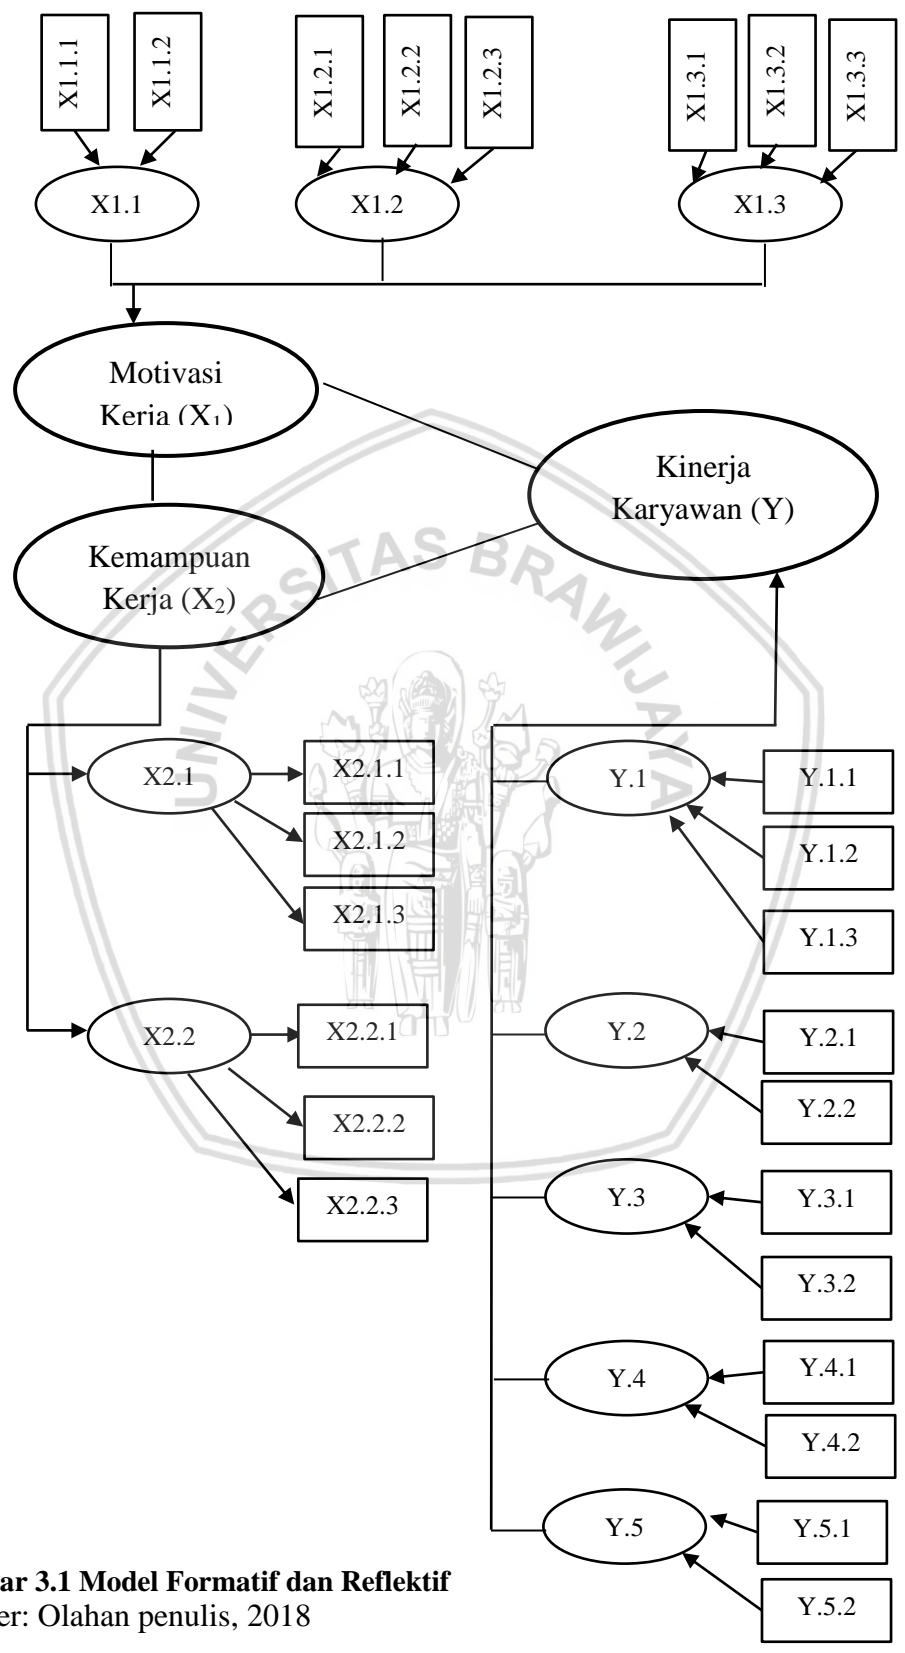 X1.1.1
X1.1.2
X1.2.1
X1.2.2
X1.2.3
X1.3.1
X1.3.2
X1.3.3
X1.1
X1.2
X1.3
Motivasi
Kerja (X₁)
Kinerja
Karyawan (Y)
Kemampuan
Kerja (X₂)
UNIVERSITAS BRAWIJAYA
X2.1
X2.1.1
X2.1.2
X2.1.3
X2.2
X2.2.1
X2.2.2
X2.2.3
Y.1
Y.1.1
Y.1.2
Y.1.3
Y.2
Y.2.1
Y.2.2
Y.3
Y.3.1
Y.3.2
Y.4
Y.4.1
Y.4.2
Y.5
Y.5.1
Y.5.2
ar 3.1 Model Formatif dan Reflektif
er: Olahan penulis, 2018